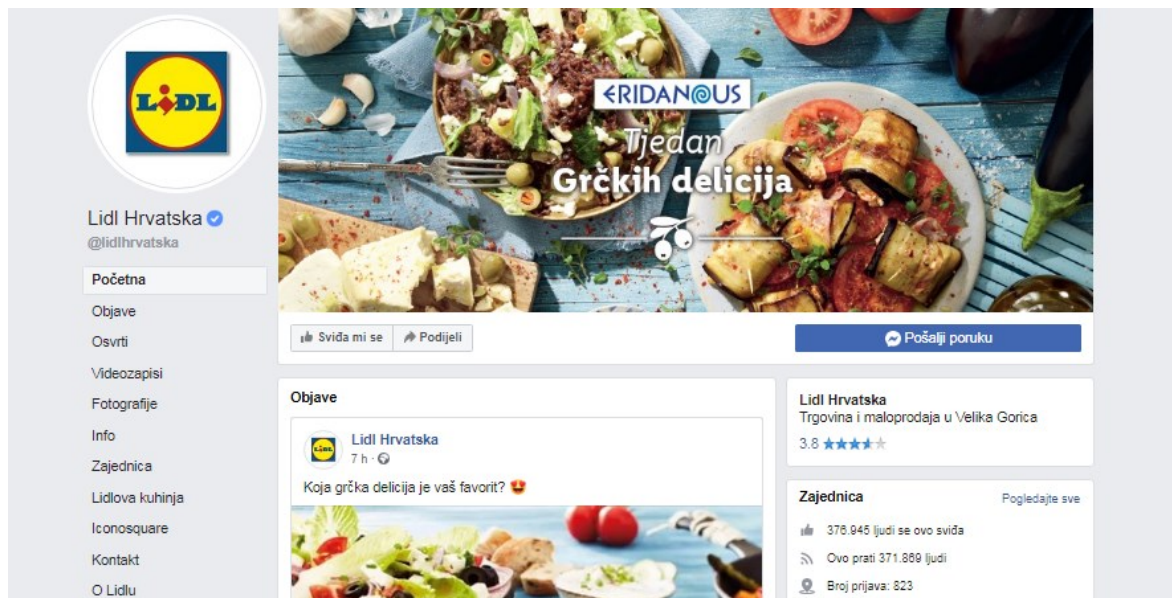 LIDL
Lidl Hrvatska
@lidlhrvatska
Početna
Objave
Osvrti
Videozapisi
Fotografije
Info
Zajednica
Lidlova kuhinja
Iconosquare
Kontakt
O Lidlu
ERIDANOUS
Tjedan
Grčkih delicija
Sviđa mi se
Podijeli
Pošalji poruku
Objave
LIDL
Lidl Hrvatska
7 h
Koja grčka delicija je vaš favorit? 😍
Lidl Hrvatska
Trgovina i maloprodaja u Velika Gorica
3.8 ★★★★★
Zajednica
Pogledajte sve
376.945 ljudi se ovo sviđa
Ovo prati 371.869 ljudi
Broj prijava: 823